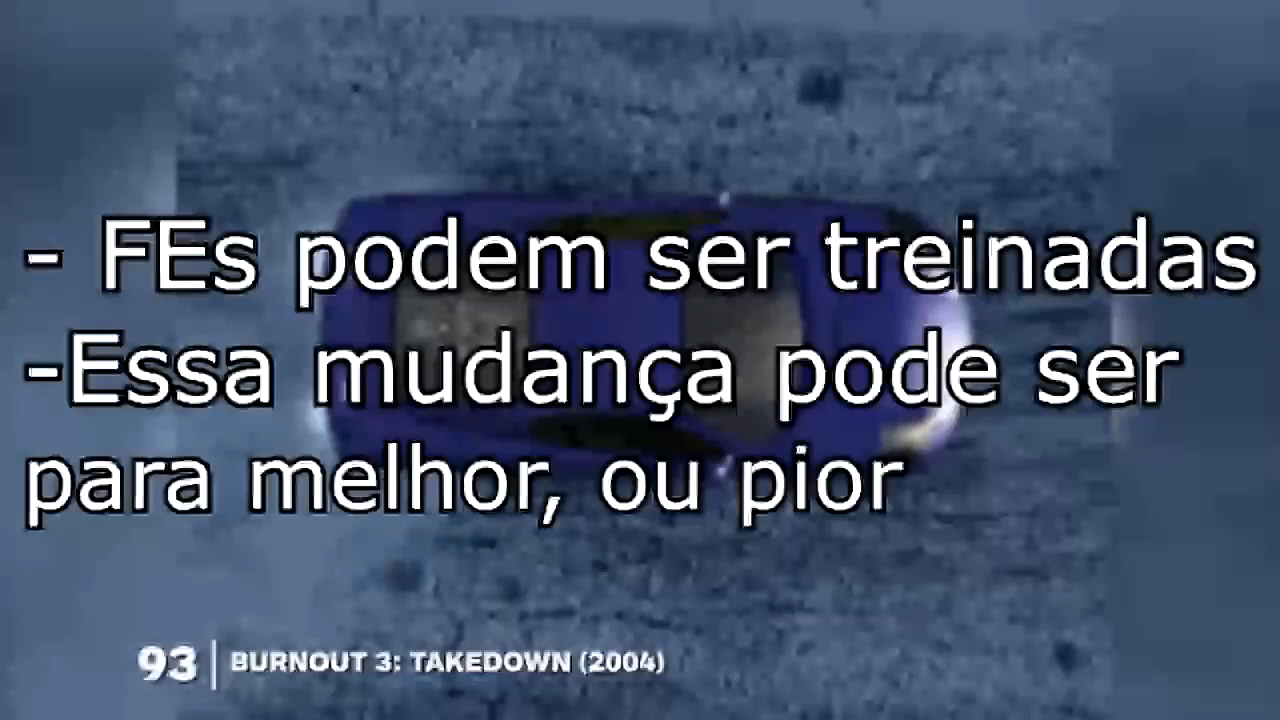 - FEs podem ser treinadas
-Essa mudança pode ser
para melhor, ou pior
93 | BURNOUT 3: TAKEDOWN (2004)